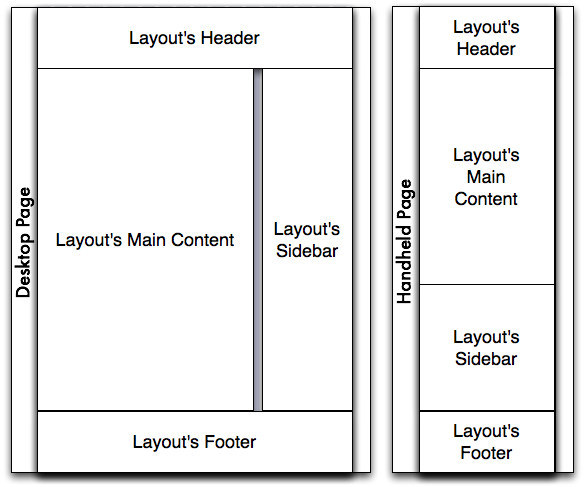 Desktop Page
Layout's Header
Layout's Main Content
Layout's
Sidebar
Layout's Footer
Handheld Page
Layout's
Header
Layout's
Main
Content
Layout's
Sidebar
Layout's
Footer